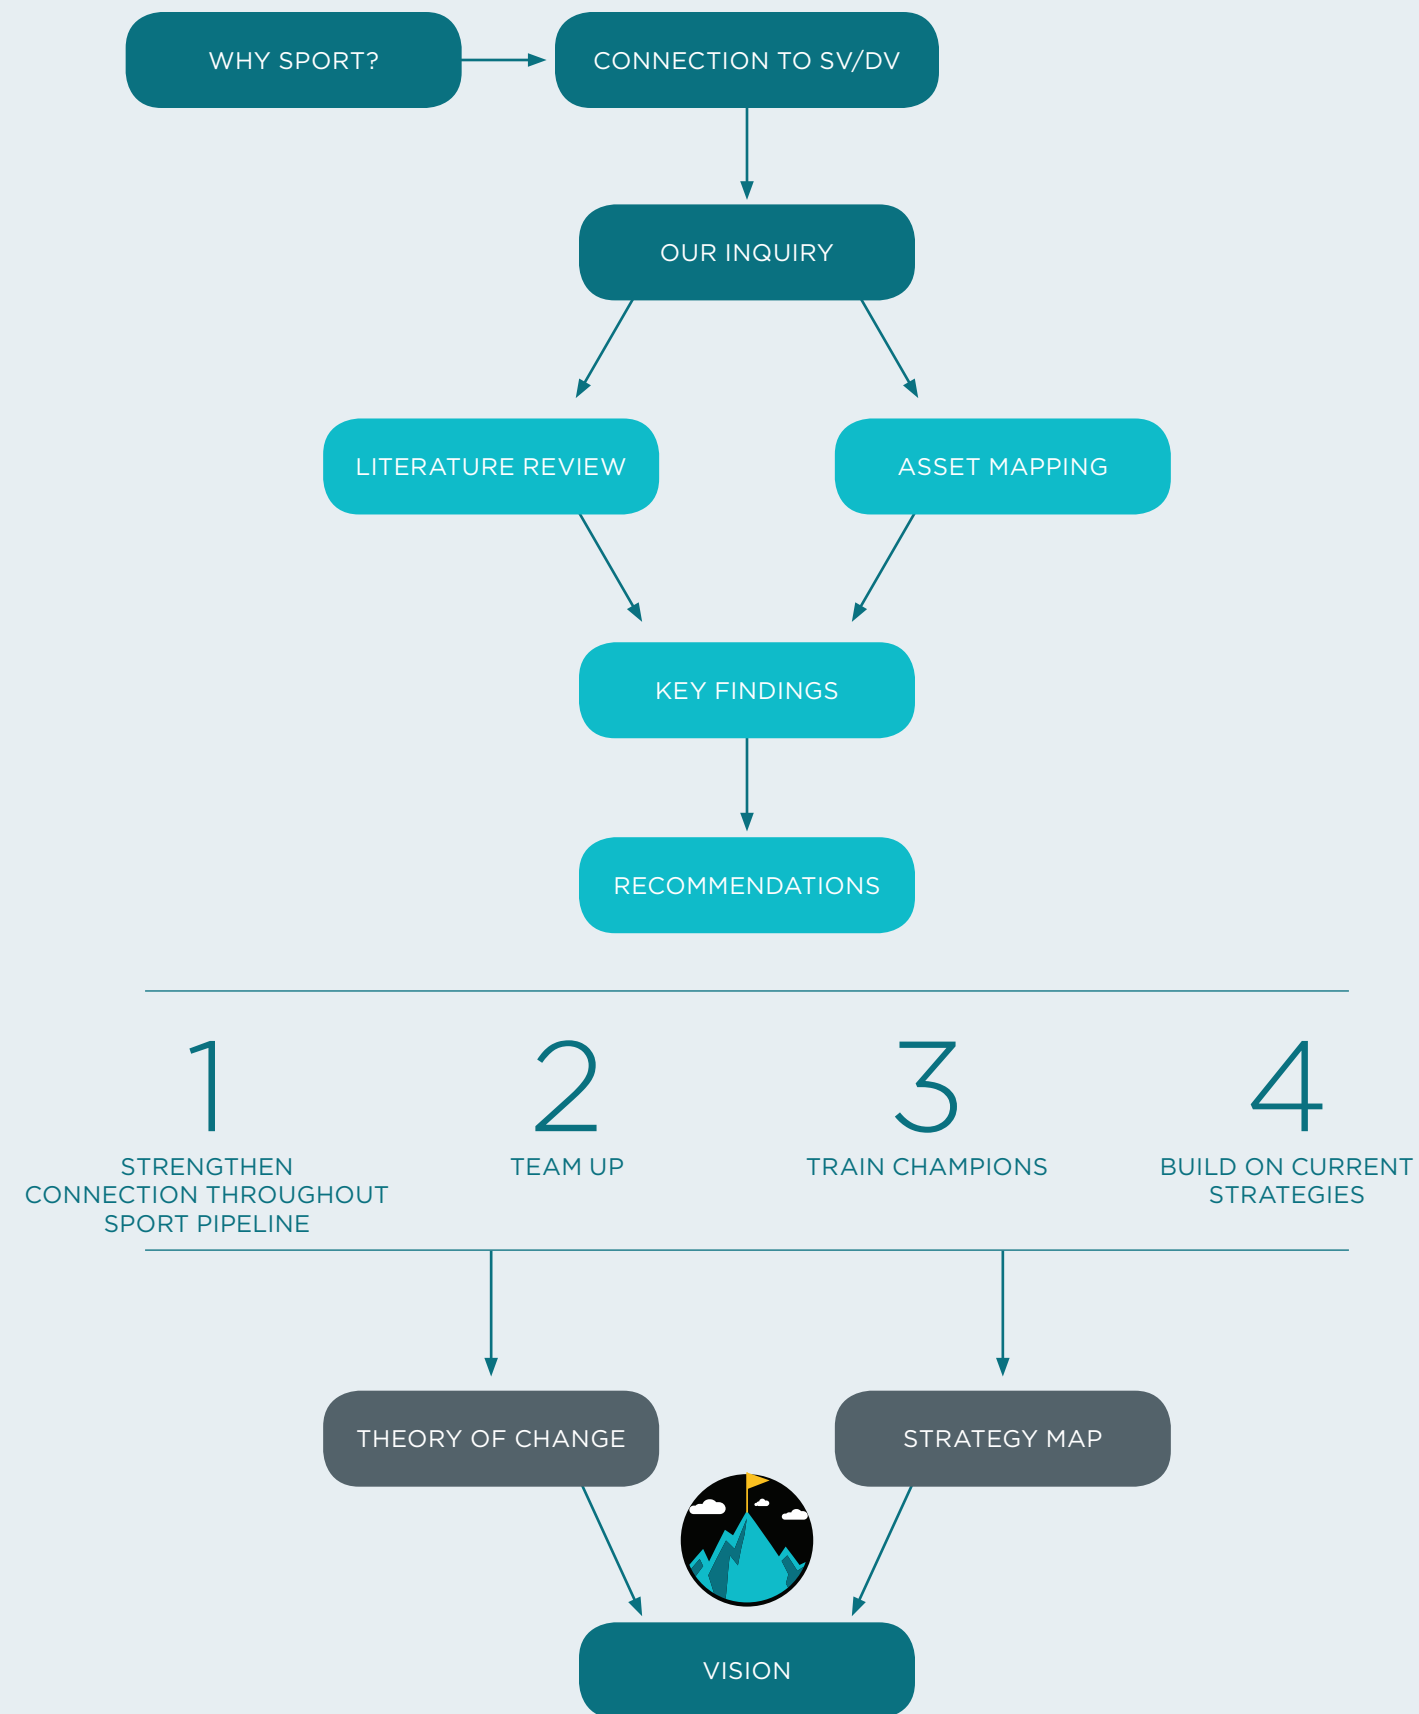 WHY SPORT?
CONNECTION TO SV/DV
OUR INQUIRY
LITERATURE REVIEW
ASSET MAPPING
KEY FINDINGS
RECOMMENDATIONS
1
STRENGTHEN
CONNECTION THROUGHOUT
SPORT PIPELINE
2
TEAM UP
3
TRAIN CHAMPIONS
4
BUILD ON CURRENT
STRATEGIES
THEORY OF CHANGE
STRATEGY MAP
VISION